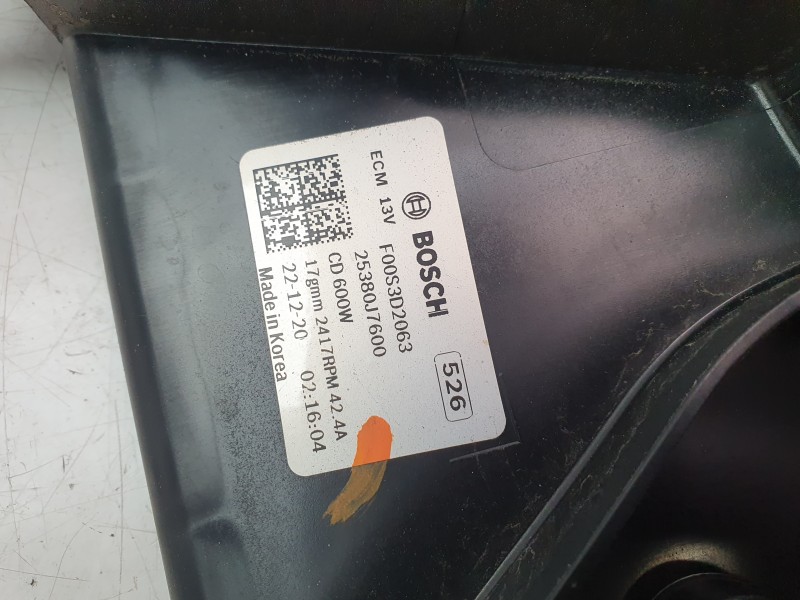 BOSCH 526
ECM 13V F00S3D2063
25380J7600
CD 600W
17gmm 2417RPM 42.4A
22-12-20 02:16:04
Made in Korea